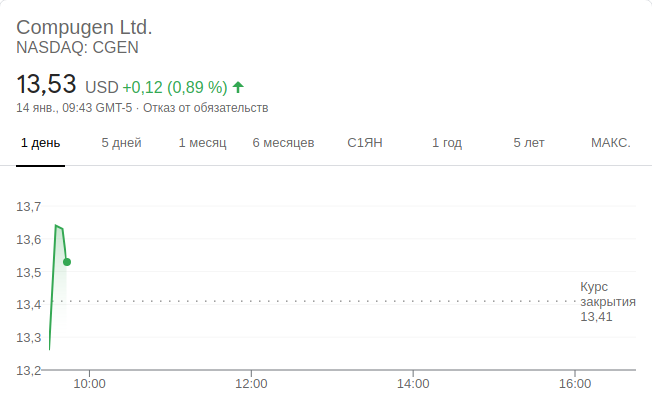 Compugen Ltd.
NASDAQ: CGEN
13,53 USD +0,12 (0,89 %)
14 янв., 09:43 GMT-5 · Отказ от обязательств
1 день 5 дней 1 месяц 6 месяцев С1ЯН 1 год 5 лет МАКС.
13,7
13,6
13,5
13,4
13,3
13,2
Курс
закрытия
13,41
10:00 12:00 14:00 16:00